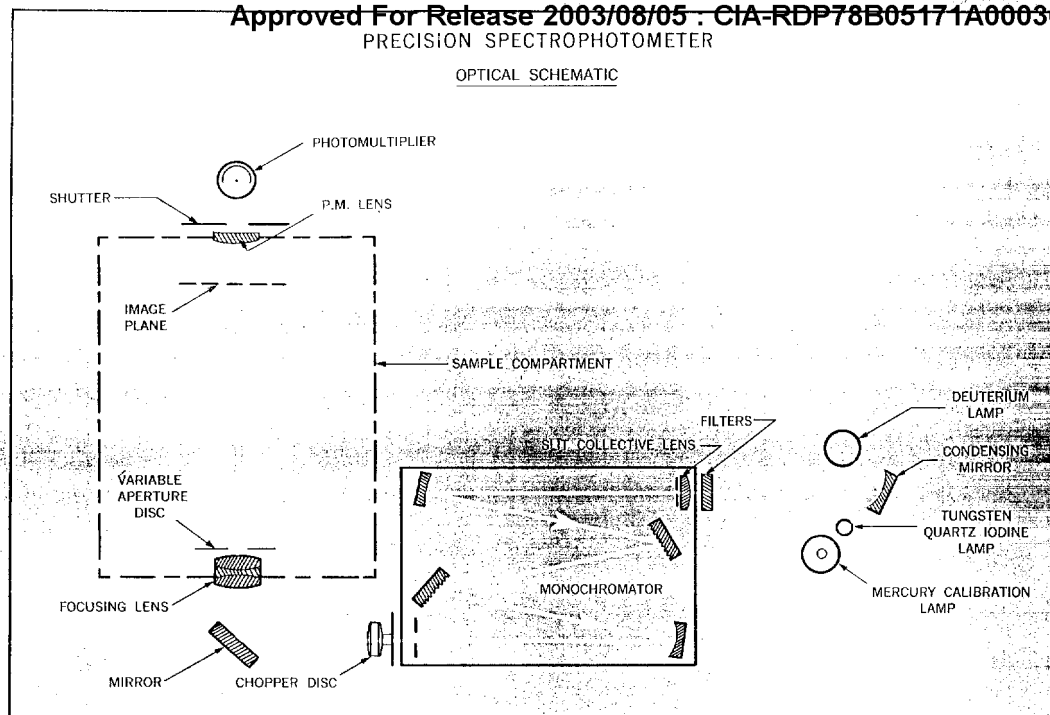 Approved For Release 2003/08/05 : CIA-RDP78B05171A0003
PRECISION SPECTROPHOTOMETER
OPTICAL SCHEMATIC
PHOTOMULTIPLIER
SHUTTER
P.M. LENS
IMAGE
PLANE
SAMPLE COMPARTMENT
DEUTERIUM
LAMP
FILTERS
SLIT COLLECTIVE LENS
CONDENSING
MIRROR
VARIABLE
APERTURE
DISC
TUNGSTEN
QUARTZ IODINE
LAMP
MONOCHROMATOR
MERCURY CALIBRATION
LAMP
FOCUSING LENS
MIRROR
CHOPPER DISC